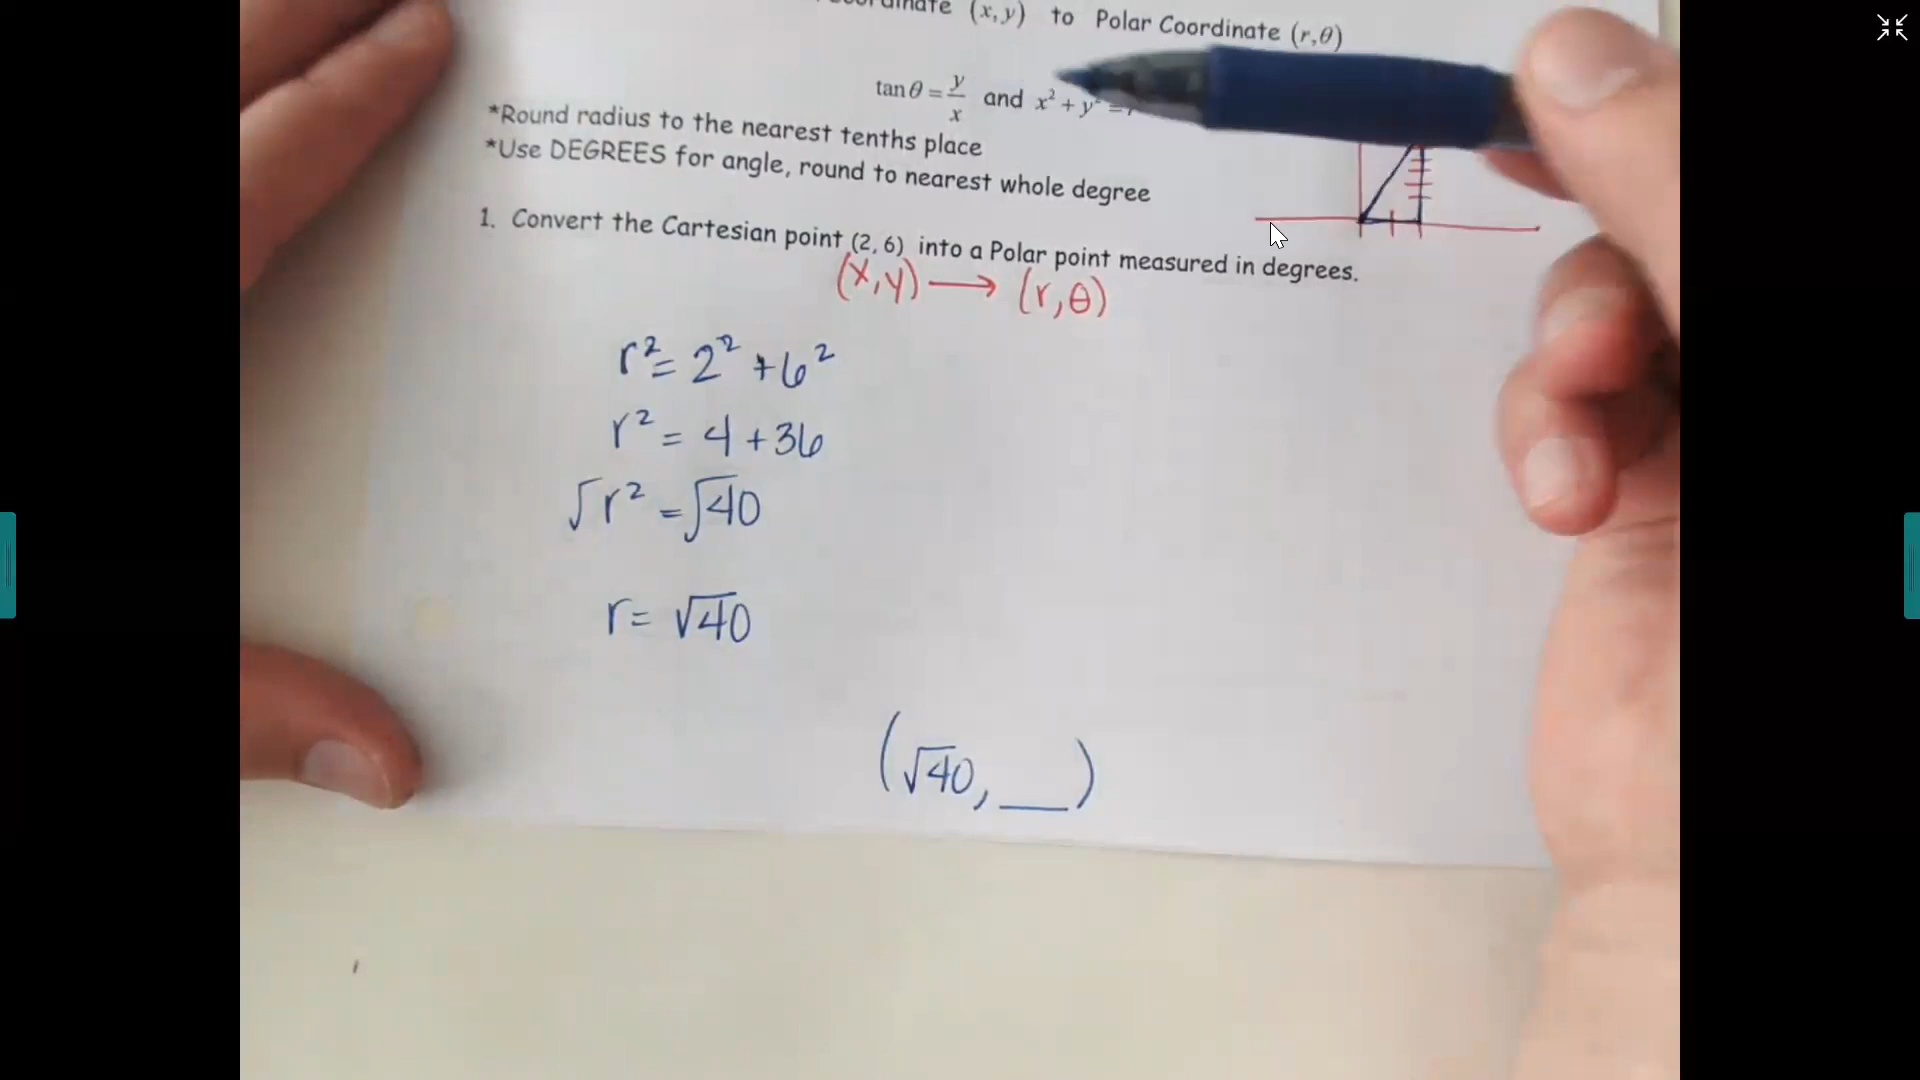 (x,y) to Polar Coordinate (r,θ)
tanθ = y/x and x² + y² =
*Round radius to the nearest tenths place
*Use DEGREES for angle, round to nearest whole degree
1. Convert the Cartesian point (2,6) into a Polar point measured in degrees.
(x,y) → (r,θ)
r² = 2² + 6²
r² = 4 + 36
√r² = √40
r = √40
(√40, __)